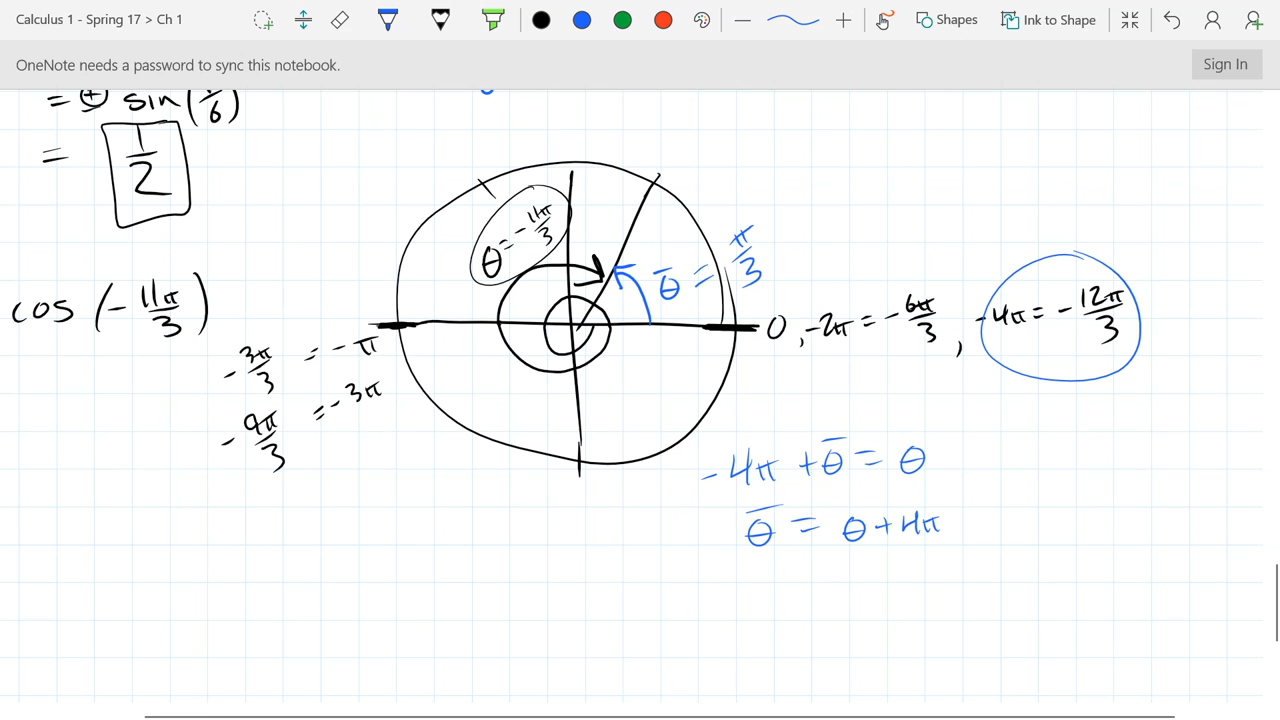 Calculus 1 - Spring 17 > Ch 1
Shapes
Ink to Shape
OneNote needs a password to sync this notebook.
Sign In
= ⊕ sin(π/6)
= 1/2
cos (- 11π/3)
θ = - 11π/3
θ̄ = π/3
0, -2π = - 6π/3, -4π = - 12π/3
- 3π/3 = - π
- 9π/3 = - 3π
- 4π + θ̄ = θ
θ̄ = θ + 4π